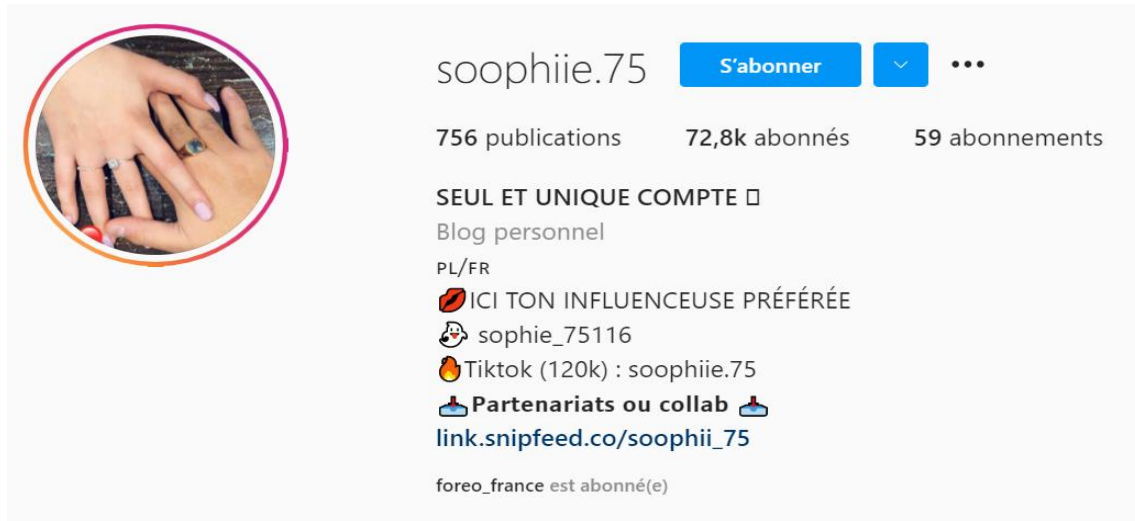 soophiie.75 S'abonner
756 publications 72,8k abonnés 59 abonnements
SEUL ET UNIQUE COMPTE
Blog personnel
PL/FR
💋ICI TON INFLUENCEUSE PRÉFÉRÉE
👻 sophie_75116
🔥Tiktok (120k) : soophiie.75
📥Partenariats ou collab 📥
link.snipfeed.co/soophii_75
foreo_france est abonné(e)